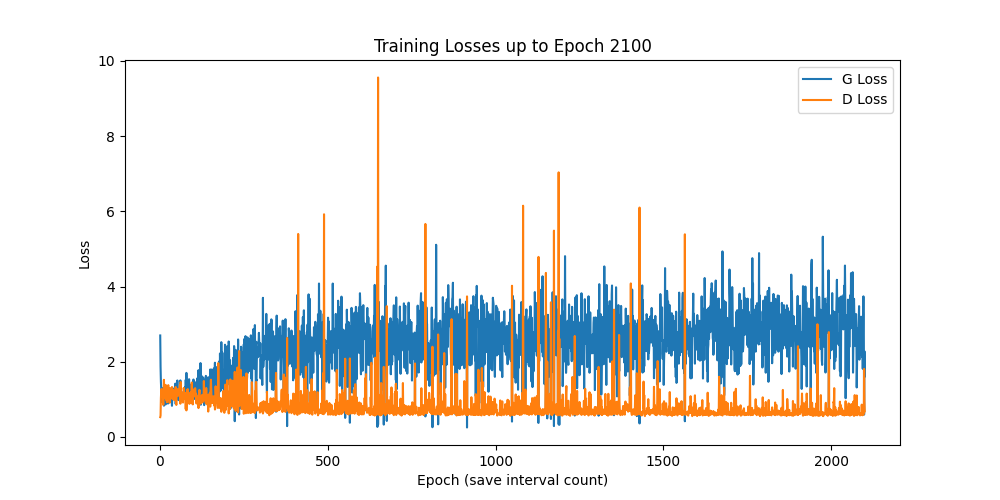 Training Losses up to Epoch 2100
G Loss
D Loss
Loss
10
8
6
4
2
0
0 500 1000 1500 2000
Epoch (save interval count)